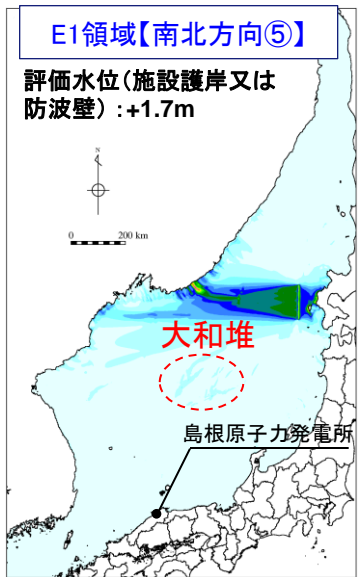 E1領域【南北方向⑤】
評価水位(施設護岸又は
防波壁）:+1.7m
N
0 200 km
大和堆
島根原子力発電所